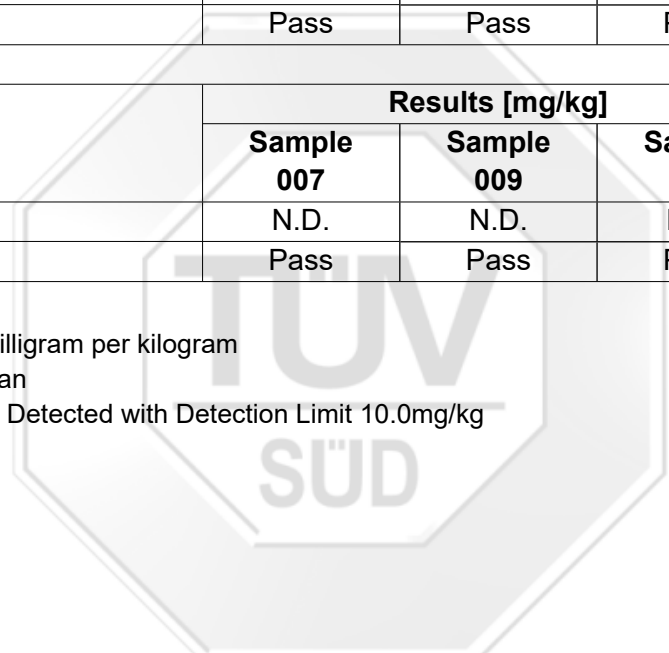 Pass Pass
Results [mg/kg]
Sample Sample
007 009
N.D. N.D.
Pass Pass
illigram per kilogram
an
Detected with Detection Limit 10.0mg/kg
TÜV
SÜD